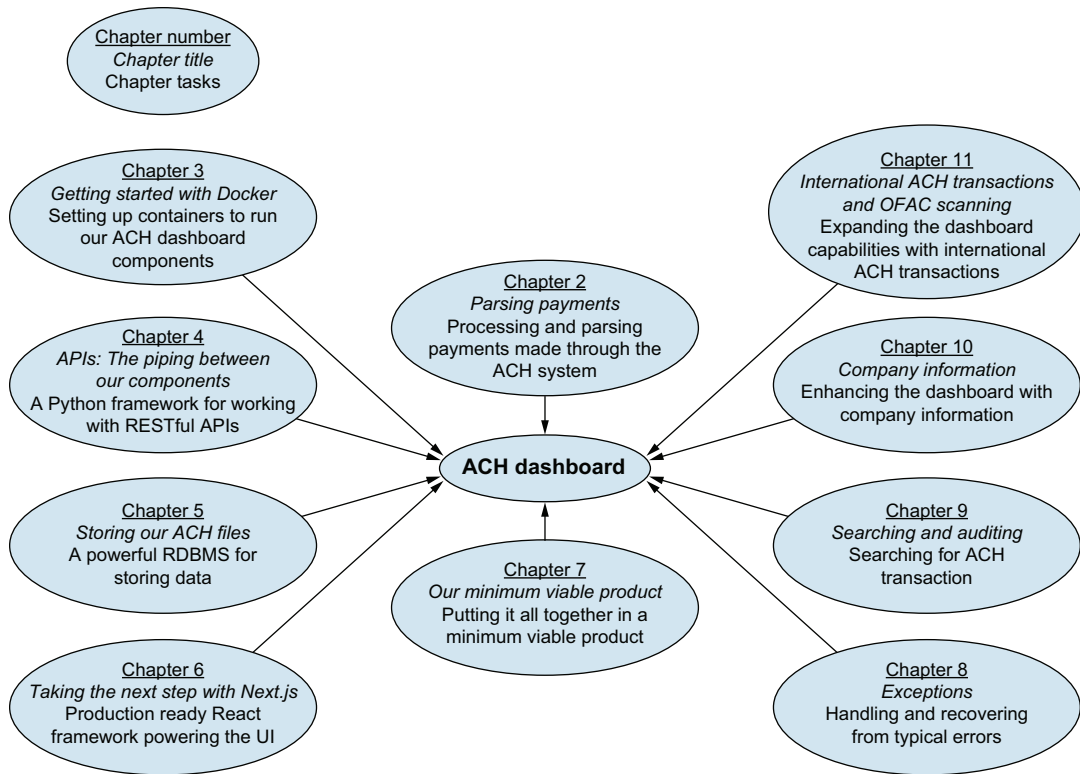 Chapter number
Chapter title
Chapter tasks
Chapter 3
Getting started with Docker
Setting up containers to run
our ACH dashboard
components
Chapter 4
APIs: The piping between
our components
A Python framework for working
with RESTful APIs
Chapter 5
Storing our ACH files
A powerful RDBMS for
storing data
Chapter 6
Taking the next step with Next.js
Production ready React
framework powering the UI
Chapter 2
Parsing payments
Processing and parsing
payments made through the
ACH system
ACH dashboard
Chapter 7
Our minimum viable product
Putting it all together in a
minimum viable product
Chapter 11
International ACH transactions
and OFAC scanning
Expanding the dashboard
capabilities with international
ACH transactions
Chapter 10
Company information
Enhancing the dashboard with
company information
Chapter 9
Searching and auditing
Searching for ACH
transaction
Chapter 8
Exceptions
Handling and recovering
from typical errors